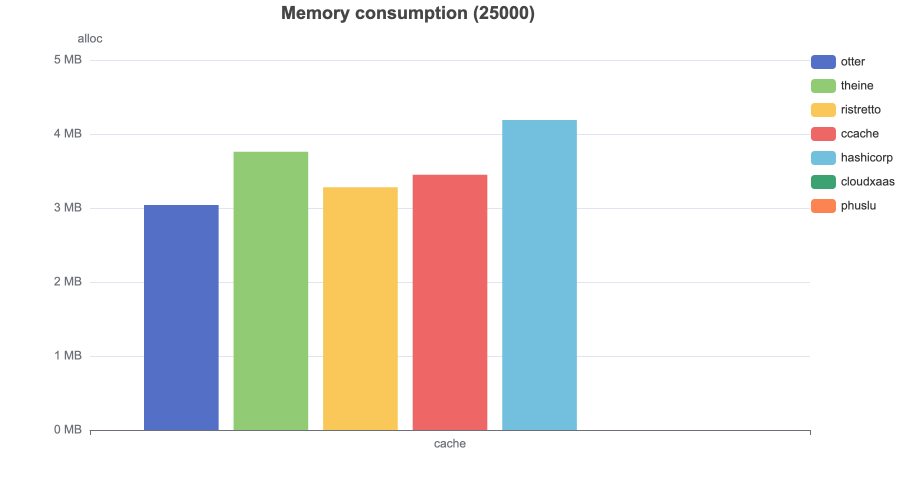 Memory consumption (25000)
alloc
5 MB
4 MB
3 MB
2 MB
1 MB
0 MB
cache
otter
theine
ristretto
ccache
hashicorp
cloudxaas
phuslu